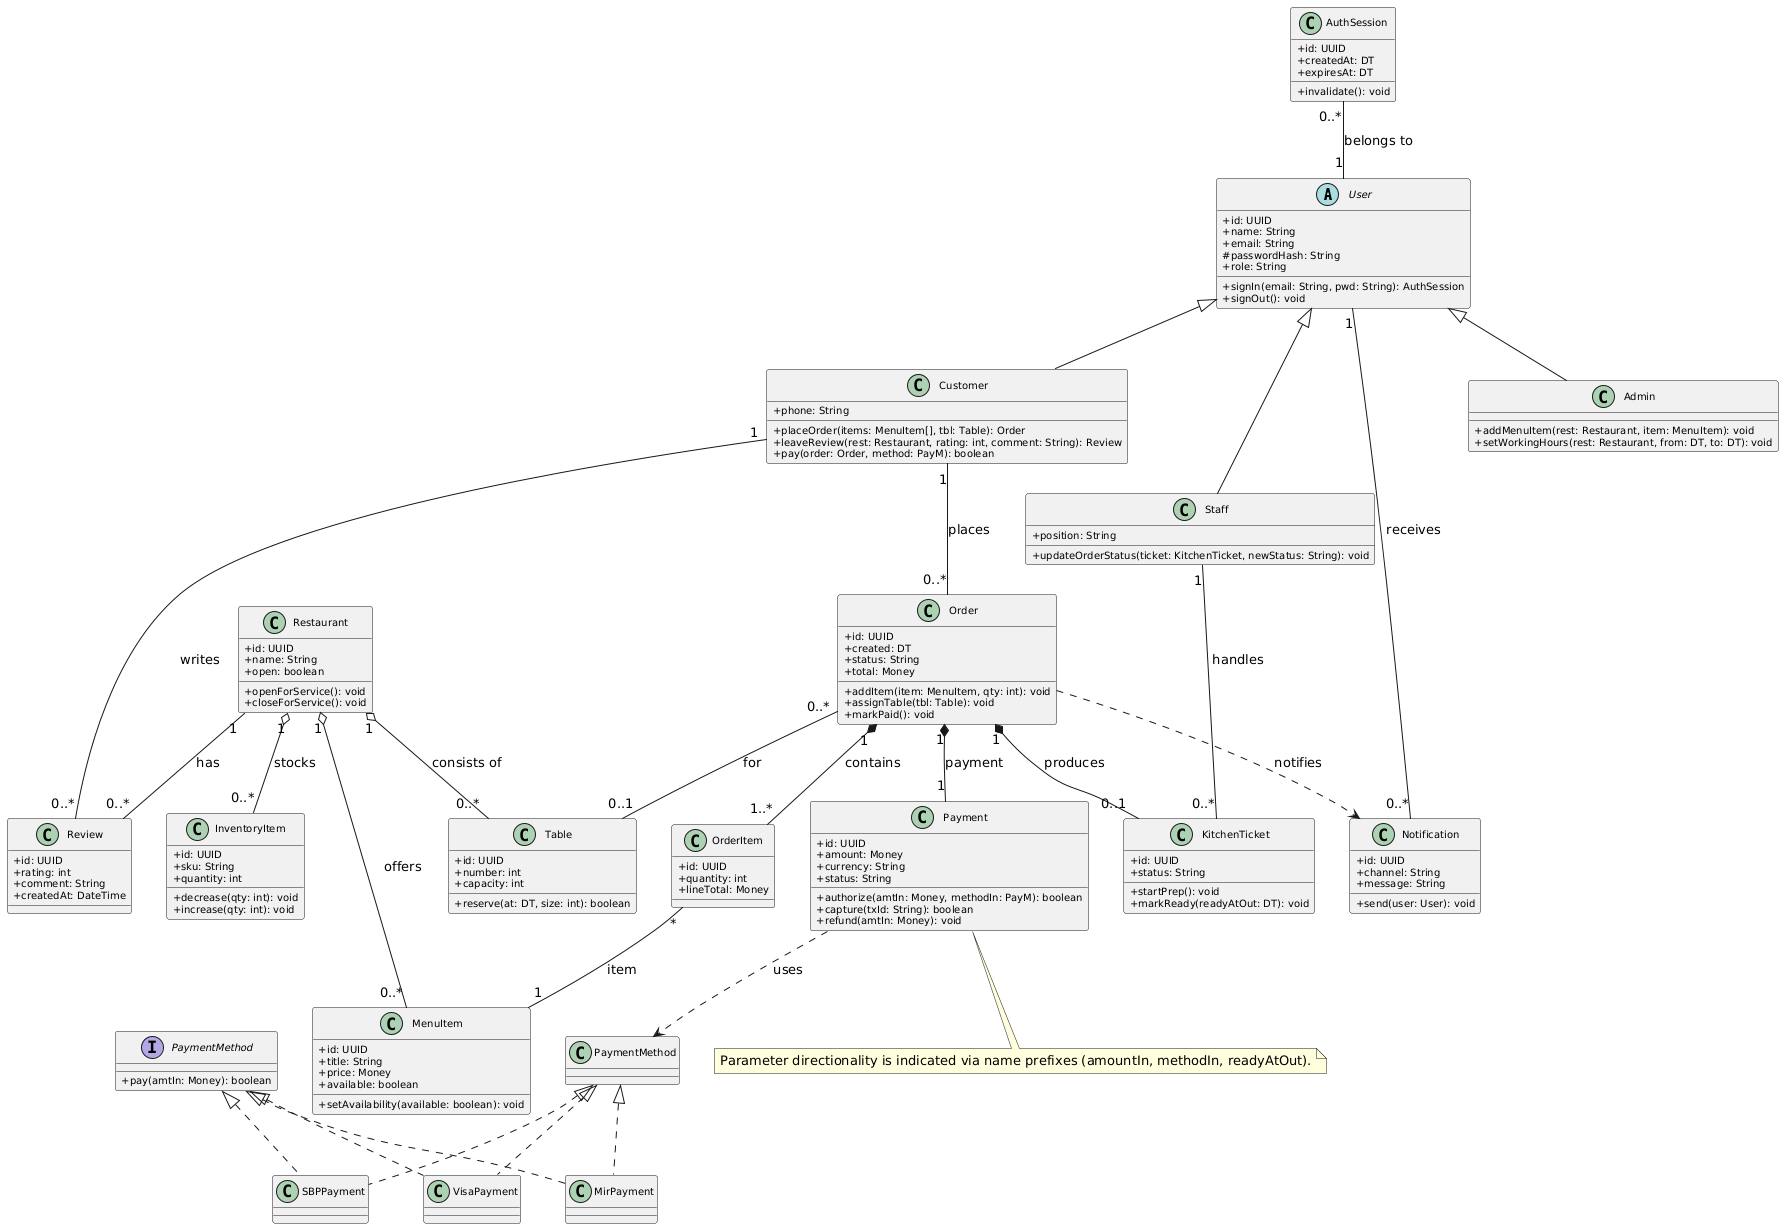 C AuthSession
+id: UUID
+createdAt: DT
+expiresAt: DT
+invalidate(): void
0..*
belongs to
1
A User
+id: UUID
+name: String
+email: String
#passwordHash: String
+role: String
+signIn(email: String, pwd: String): AuthSession
+signOut(): void
1
C Customer
+phone: String
+placeOrder(items: MenuItem[], tbl: Table): Order
+leaveReview(rest: Restaurant, rating: int, comment: String): Review
+pay(order: Order, method: PayM): boolean
1
1
C Admin
+addMenuItem(rest: Restaurant, item: MenuItem): void
+setWorkingHours(rest: Restaurant, from: DT, to: DT): void
C Staff
+position: String
+updateOrderStatus(ticket: KitchenTicket, newStatus: String): void
1
places
receives
0..*
C Restaurant
+id: UUID
+name: String
+open: boolean
+openForService(): void
+closeForService(): void
1
1
1
1
C Order
+id: UUID
+created: DT
+status: String
+total: Money
+addItem(item: MenuItem, qty: int): void
+assignTable(tbl: Table): void
+markPaid(): void
0..*
1
1
1
writes
handles
has
stocks
consists of
for
contains
payment
produces
notifies
0..*
0..*
0..*
0..*
0..1
1..*
1
0..1
0..*
0..*
C Review
+id: UUID
+rating: int
+comment: String
+createdAt: DateTime
C InventoryItem
+id: UUID
+sku: String
+quantity: int
+decrease(qty: int): void
+increase(qty: int): void
offers
C Table
+id: UUID
+number: int
+capacity: int
+reserve(at: DT, size: int): boolean
C OrderItem
+id: UUID
+quantity: int
+lineTotal: Money
*
C Payment
+id: UUID
+amount: Money
+currency: String
+status: String
+authorize(amtIn: Money, methodIn: PayM): boolean
+capture(txId: String): boolean
+refund(amtIn: Money): void
C KitchenTicket
+id: UUID
+status: String
+startPrep(): void
+markReady(readyAtOut: DT): void
C Notification
+id: UUID
+channel: String
+message: String
+send(user: User): void
item
uses
0..*
1
I PaymentMethod
+pay(amtIn: Money): boolean
C MenuItem
+id: UUID
+title: String
+price: Money
+available: boolean
+setAvailability(available: boolean): void
C PaymentMethod
Parameter directionality is indicated via name prefixes (amountIn, methodIn, readyAtOut).
C SBPPayment
C VisaPayment
C MirPayment